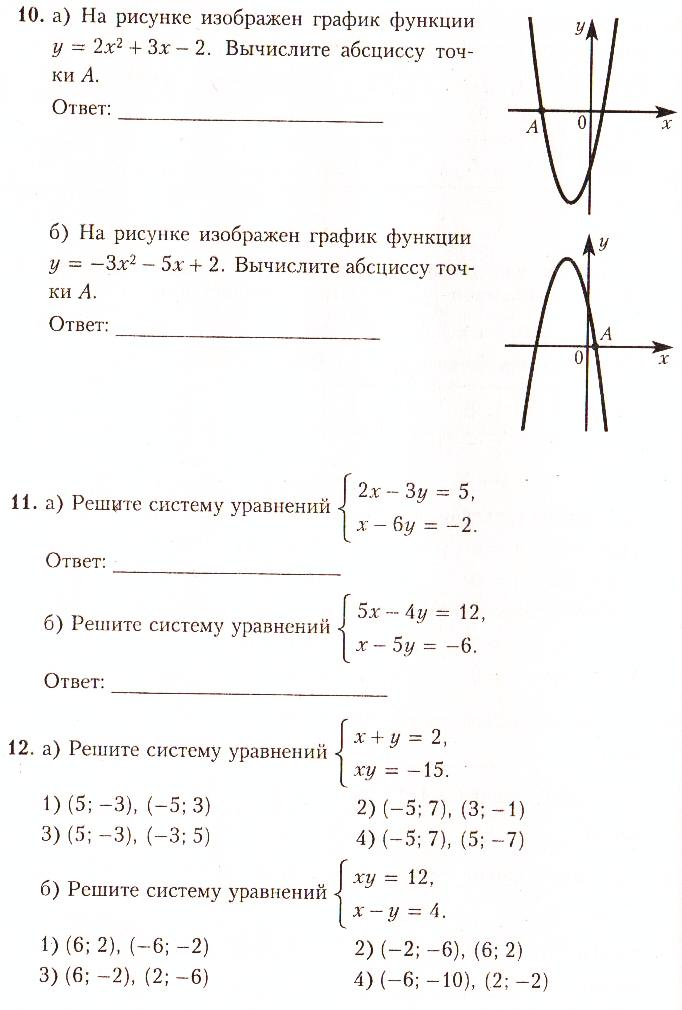 10. а) На рисунке изображен график функции
y = 2x² + 3x − 2. Вычислите абсциссу точ-
ки A.
Ответ:
y
A
0
x
б) На рисунке изображен график функции
y = −3x² − 5x + 2. Вычислите абсциссу точ-
ки A.
Ответ:
y
A
0
x
11. а) Решите систему уравнений { 2x − 3y = 5,
x − 6y = −2.
Ответ:
б) Решите систему уравнений { 5x − 4y = 12,
x − 5y = −6.
Ответ:
12. а) Решите систему уравнений { x + y = 2,
xy = −15.
1) (5; −3), (−5; 3) 2) (−5; 7), (3; −1)
3) (5; −3), (−3; 5) 4) (−5; 7), (5; −7)
б) Решите систему уравнений { xy = 12,
x − y = 4.
1) (6; 2), (−6; −2) 2) (−2; −6), (6; 2)
3) (6; −2), (2; −6) 4) (−6; −10), (2; −2)